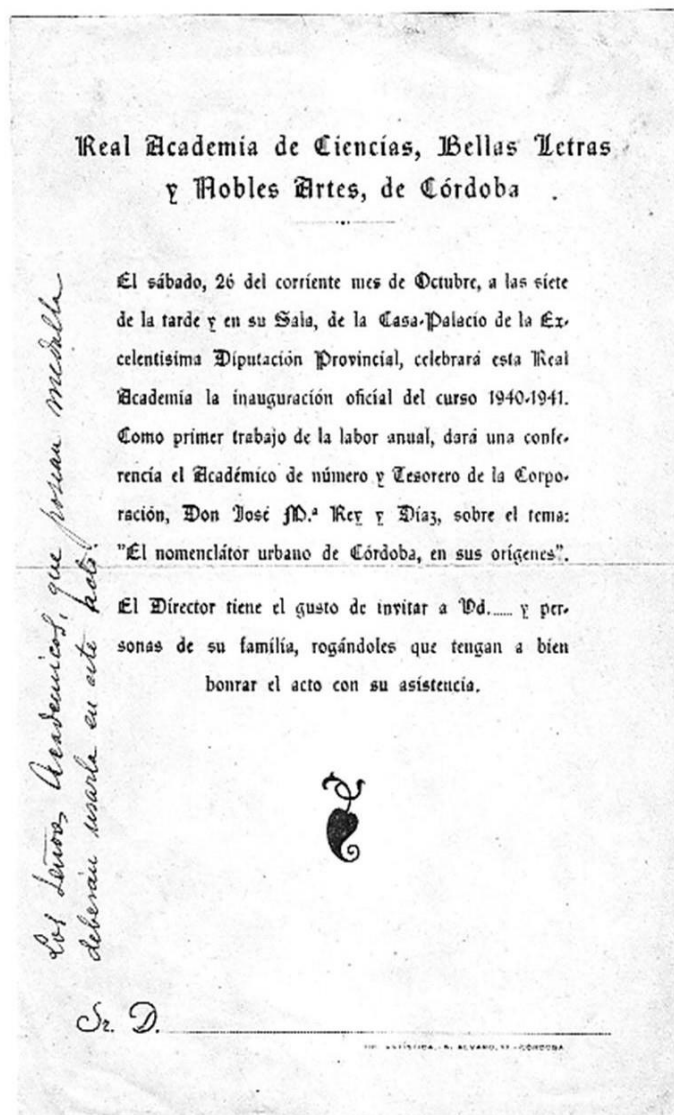 Real Academia de Ciencias, Bellas Letras
y Nobles Artes, de Córdoba
El sábado, 26 del corriente mes de Octubre, a las siete
de la tarde y en su Sala, de la Casa-Palacio de la Ex-
celentísima Diputación Provincial, celebrará esta Real
Academia la inauguración oficial del curso 1940-1941.
Como primer trabajo de la labor anual, dará una confe-
rencia el Académico de número y Tesorero de la Corpo-
ración, Don José M.ª Rey y Díaz, sobre el tema:
"El nomenclátor urbano de Córdoba, en sus orígenes".
El Director tiene el gusto de invitar a Vd...... y per-
sonas de su familia, rogándoles que tengan a bien
honrar el acto con su asistencia.
Los Señores Academicos, que posean medalla
deberán usarla en este acto.
Sr. D.
TIP. ARTÍSTICA.-S. ALVARO, 17.-CÓRDOBA